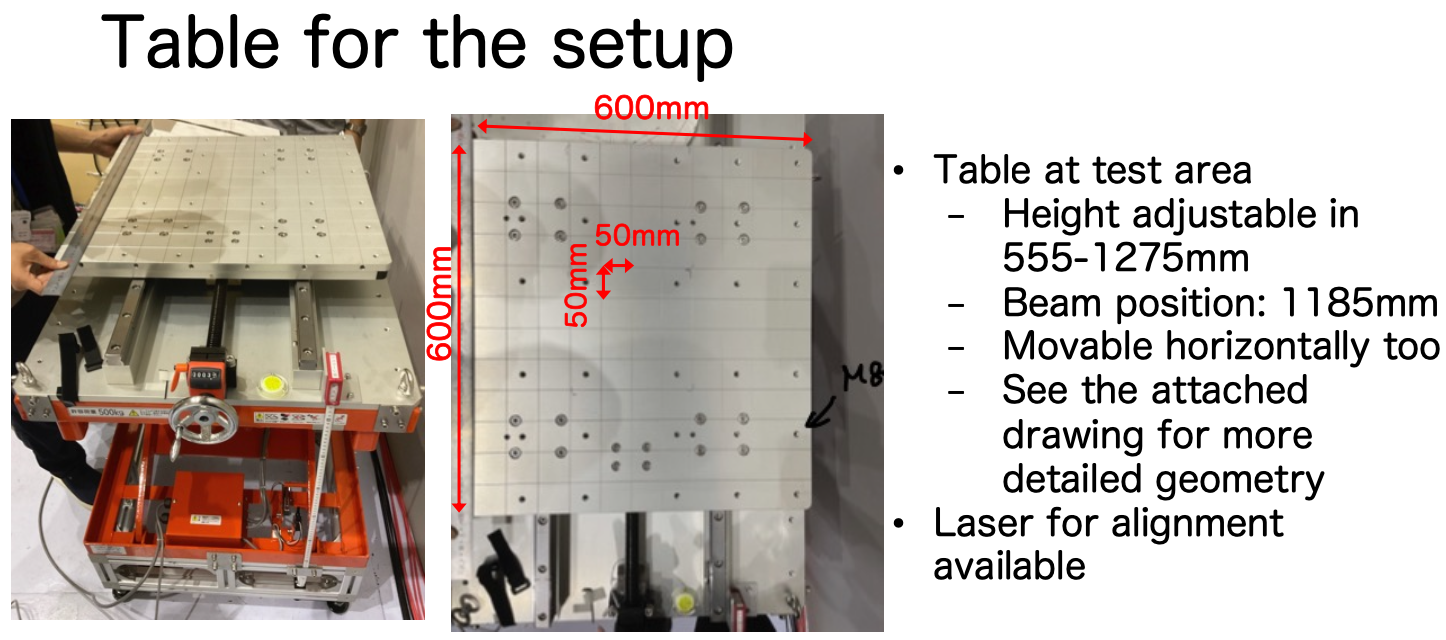 Table for the setup
600mm
600mm
50mm
50mm
M8
500kg
• Table at test area
– Height adjustable in
555-1275mm
– Beam position: 1185mm
– Movable horizontally too
– See the attached
drawing for more
detailed geometry
• Laser for alignment
available